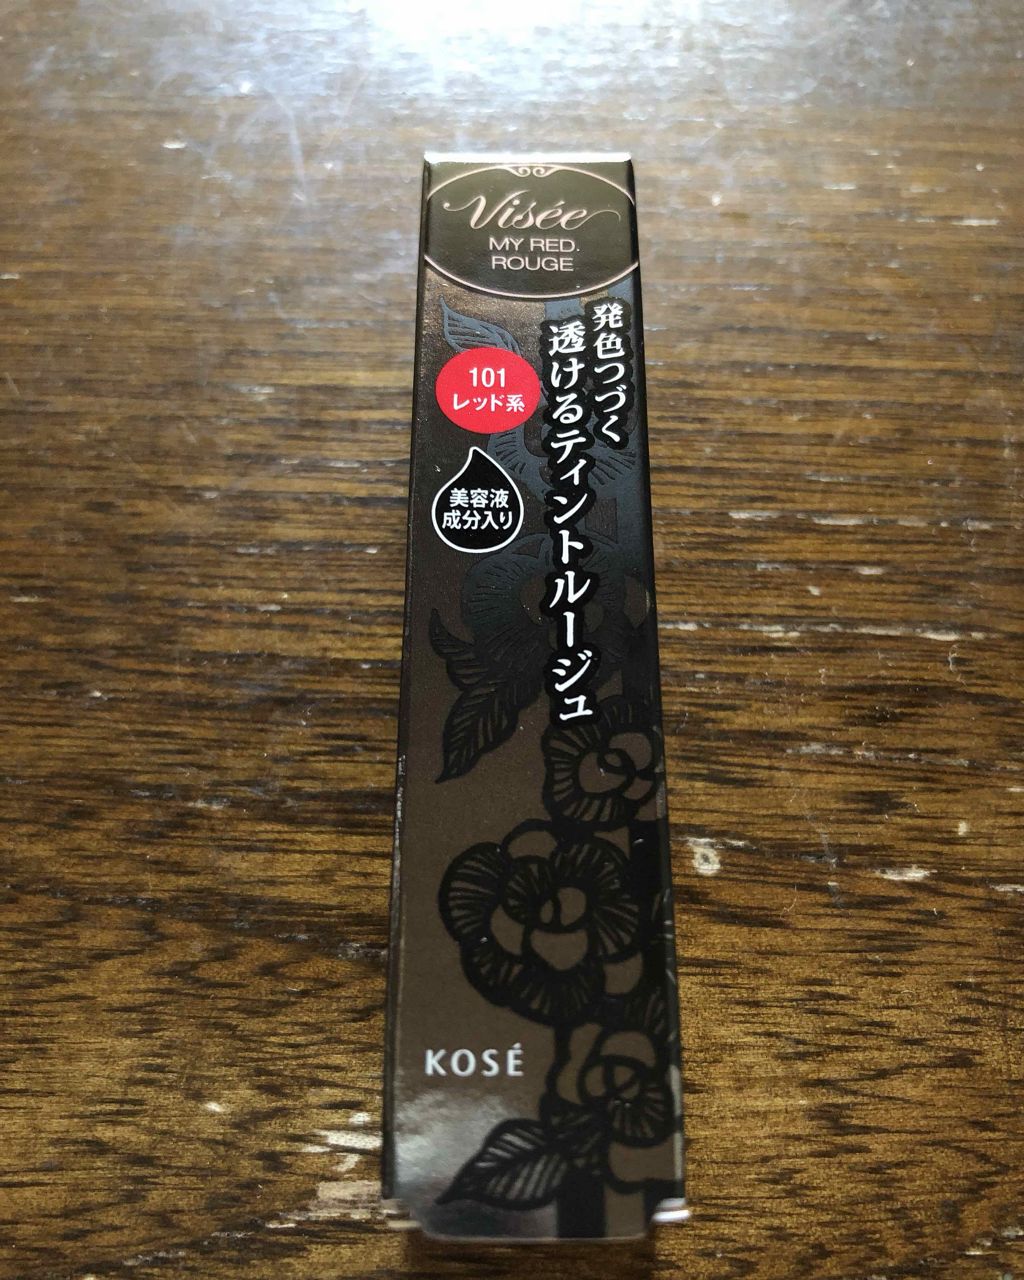 Visée
MY RED.
ROUGE
発色つづく
透けるティントルージュ
101
レッド系
美容液
成分入り
KOSÉ